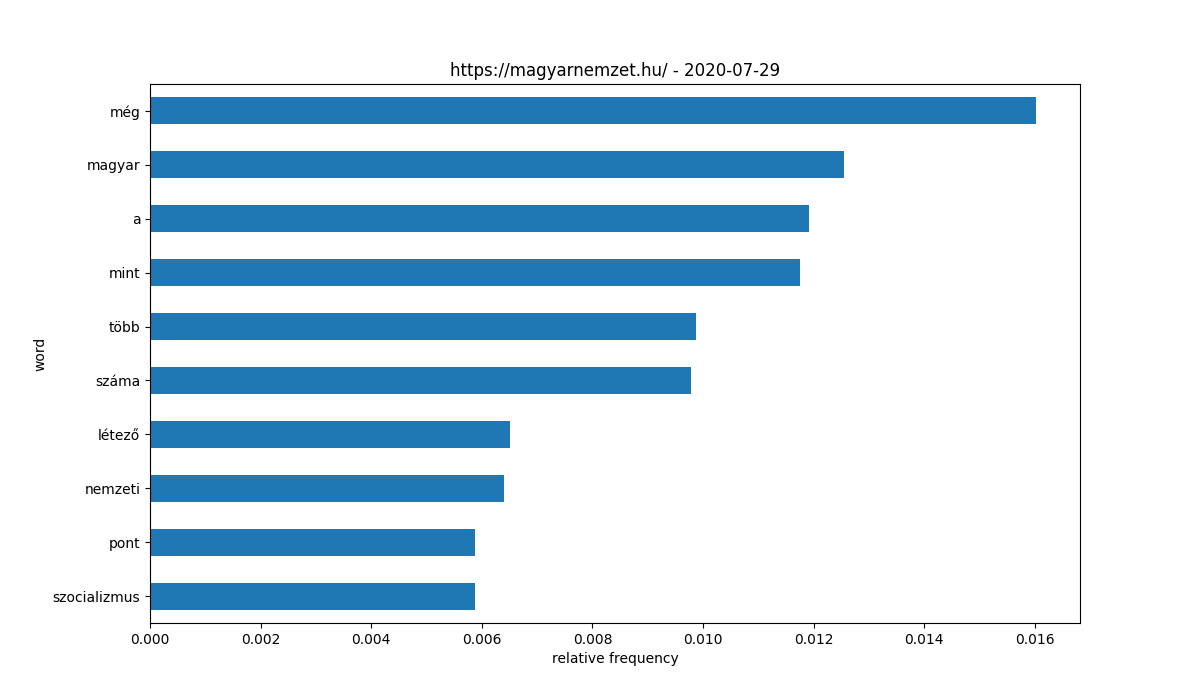 https://magyarnemzet.hu/ - 2020-07-29
word
még
magyar
a
mint
több
száma
létező
nemzeti
pont
szocializmus
0.000 0.002 0.004 0.006 0.008 0.010 0.012 0.014 0.016
relative frequency